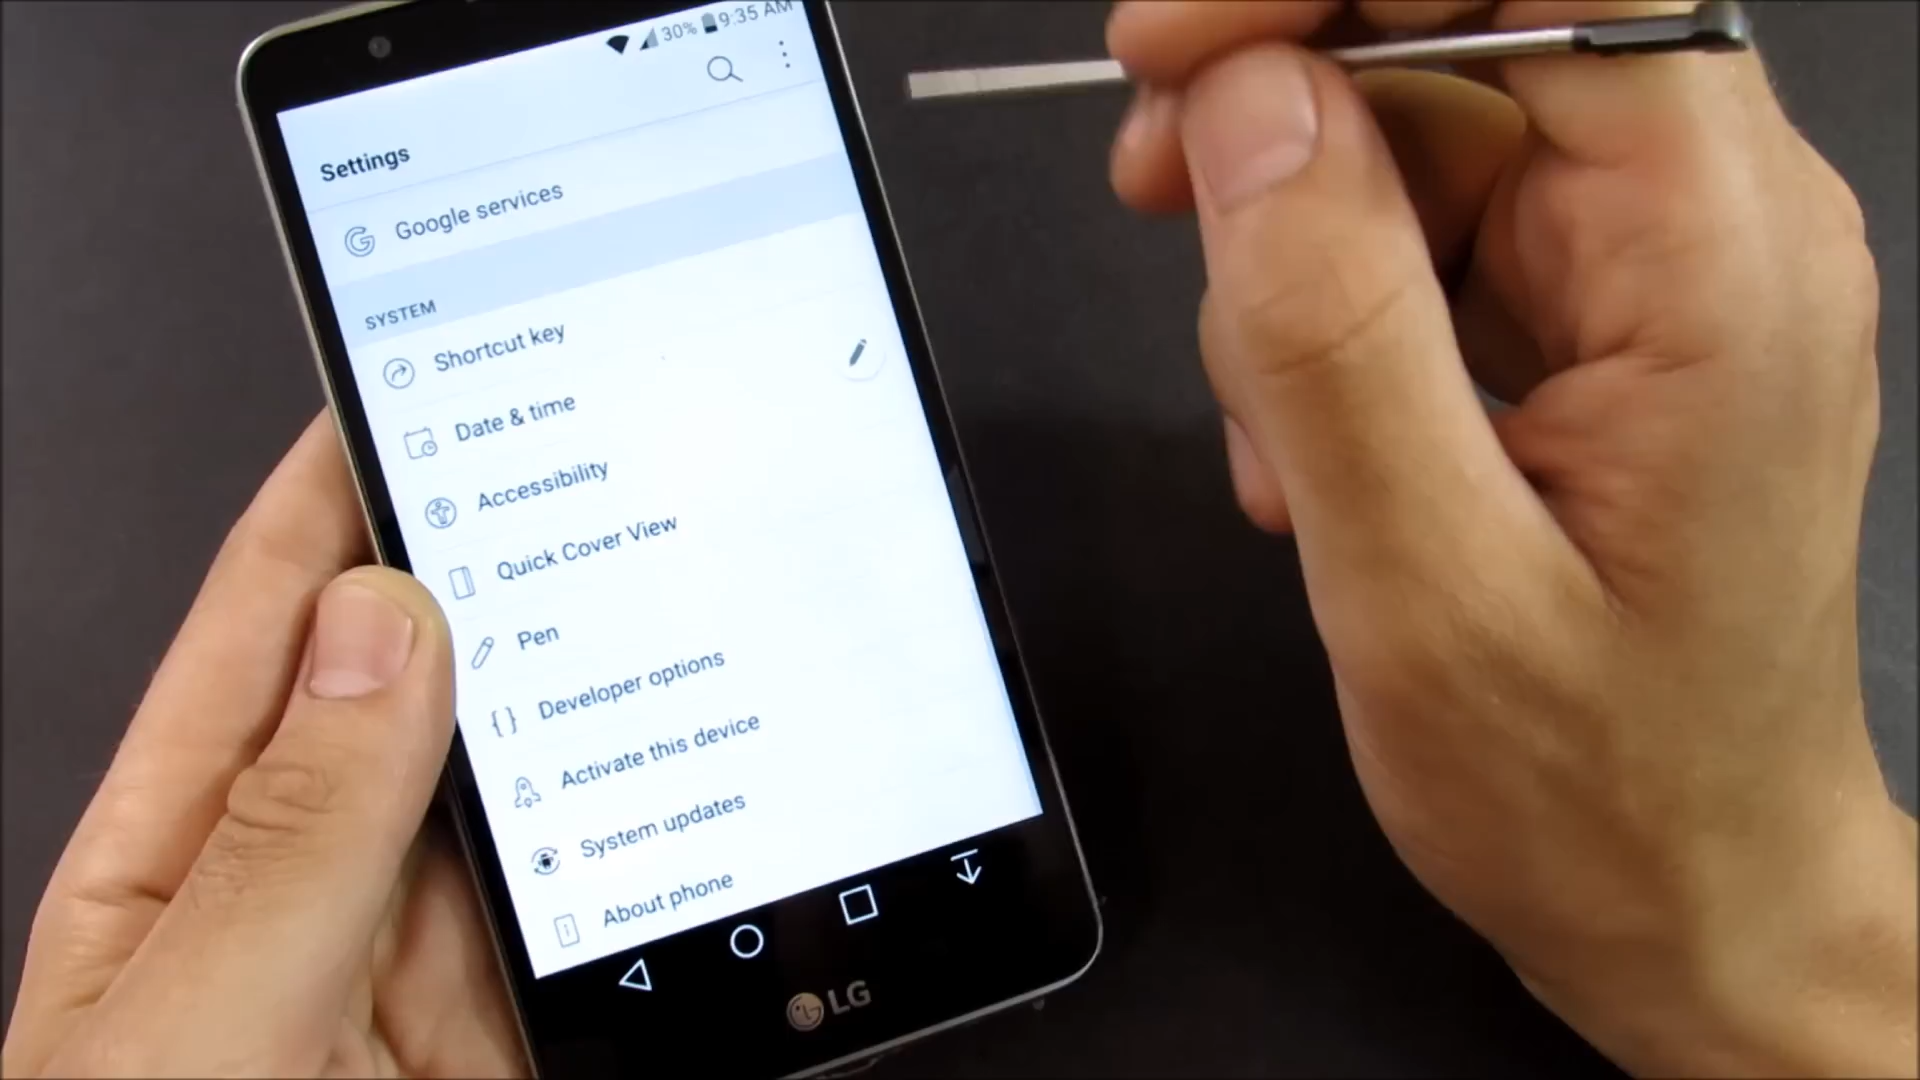 30% 9:35 AM
Settings
Google services
SYSTEM
Shortcut key
Date & time
Accessibility
Quick Cover View
Pen
{ } Developer options
Activate this device
System updates
About phone
LG